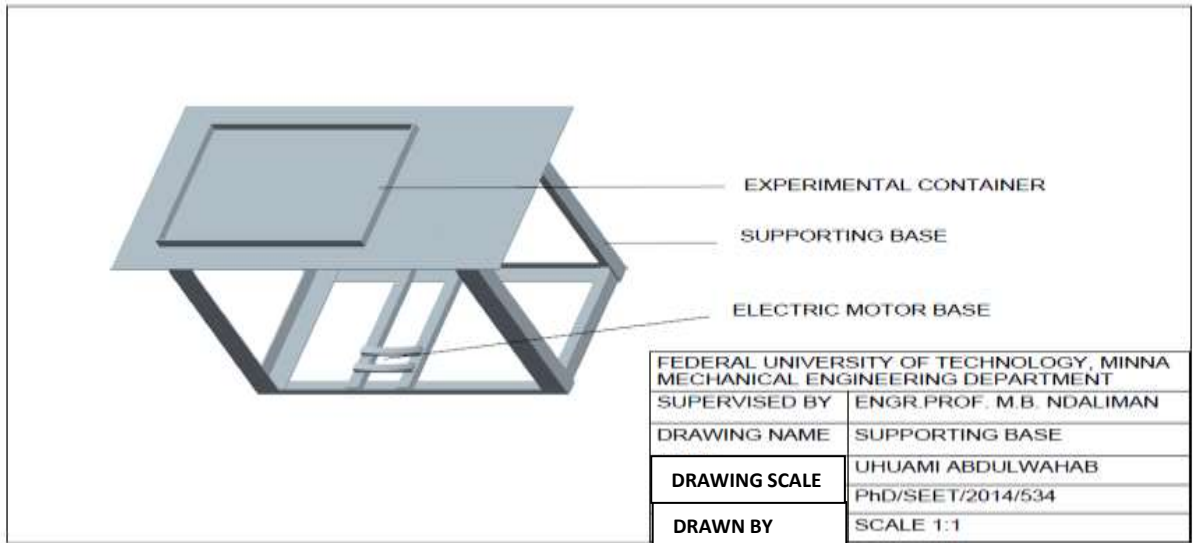 EXPERIMENTAL CONTAINER
SUPPORTING BASE
ELECTRIC MOTOR BASE
FEDERAL UNIVERSITY OF TECHNOLOGY, MINNA
MECHANICAL ENGINEERING DEPARTMENT
SUPERVISED BY ENGR.PROF. M.B. NDALIMAN
DRAWING NAME SUPPORTING BASE
DRAWING SCALE UHUAMI ABDULWAHAB
PhD/SEET/2014/534
DRAWN BY SCALE 1:1